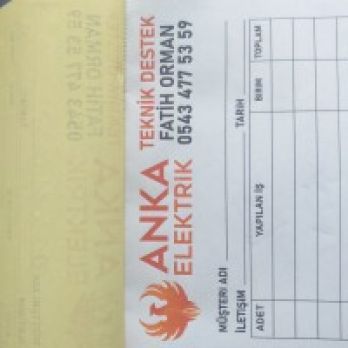 ANKA
ELEKTRİK
TEKNİK DESTEK
FATİH ORMAN
0543 477 53 59
MÜŞTERİ ADI
İLETİŞİM
TARİH
ADET
YAPILAN İŞ
BİRİM
TOPLAM